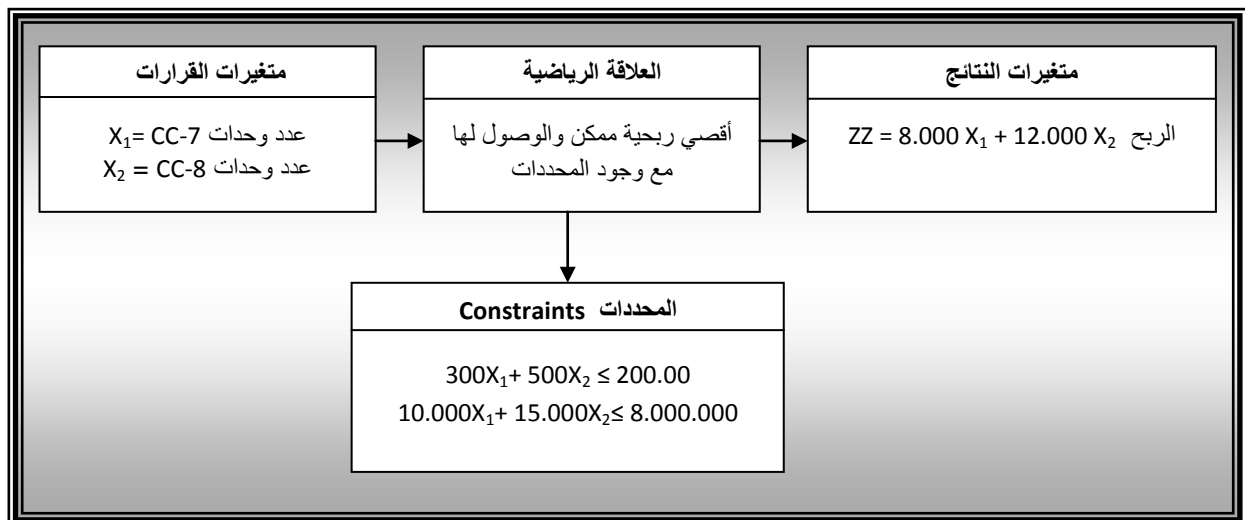 متغيرات القرارات
عدد وحدات X₁= CC-7
عدد وحدات X₂ = CC-8
العلاقة الرياضية
أقصي ربحية ممكن والوصول لها
مع وجود المحددات
متغيرات النتائج
الربح ZZ = 8.000 X₁ + 12.000 X₂
المحددات Constraints
300X₁+ 500X₂ ≤ 200.00
10.000X₁+ 15.000X₂≤ 8.000.000